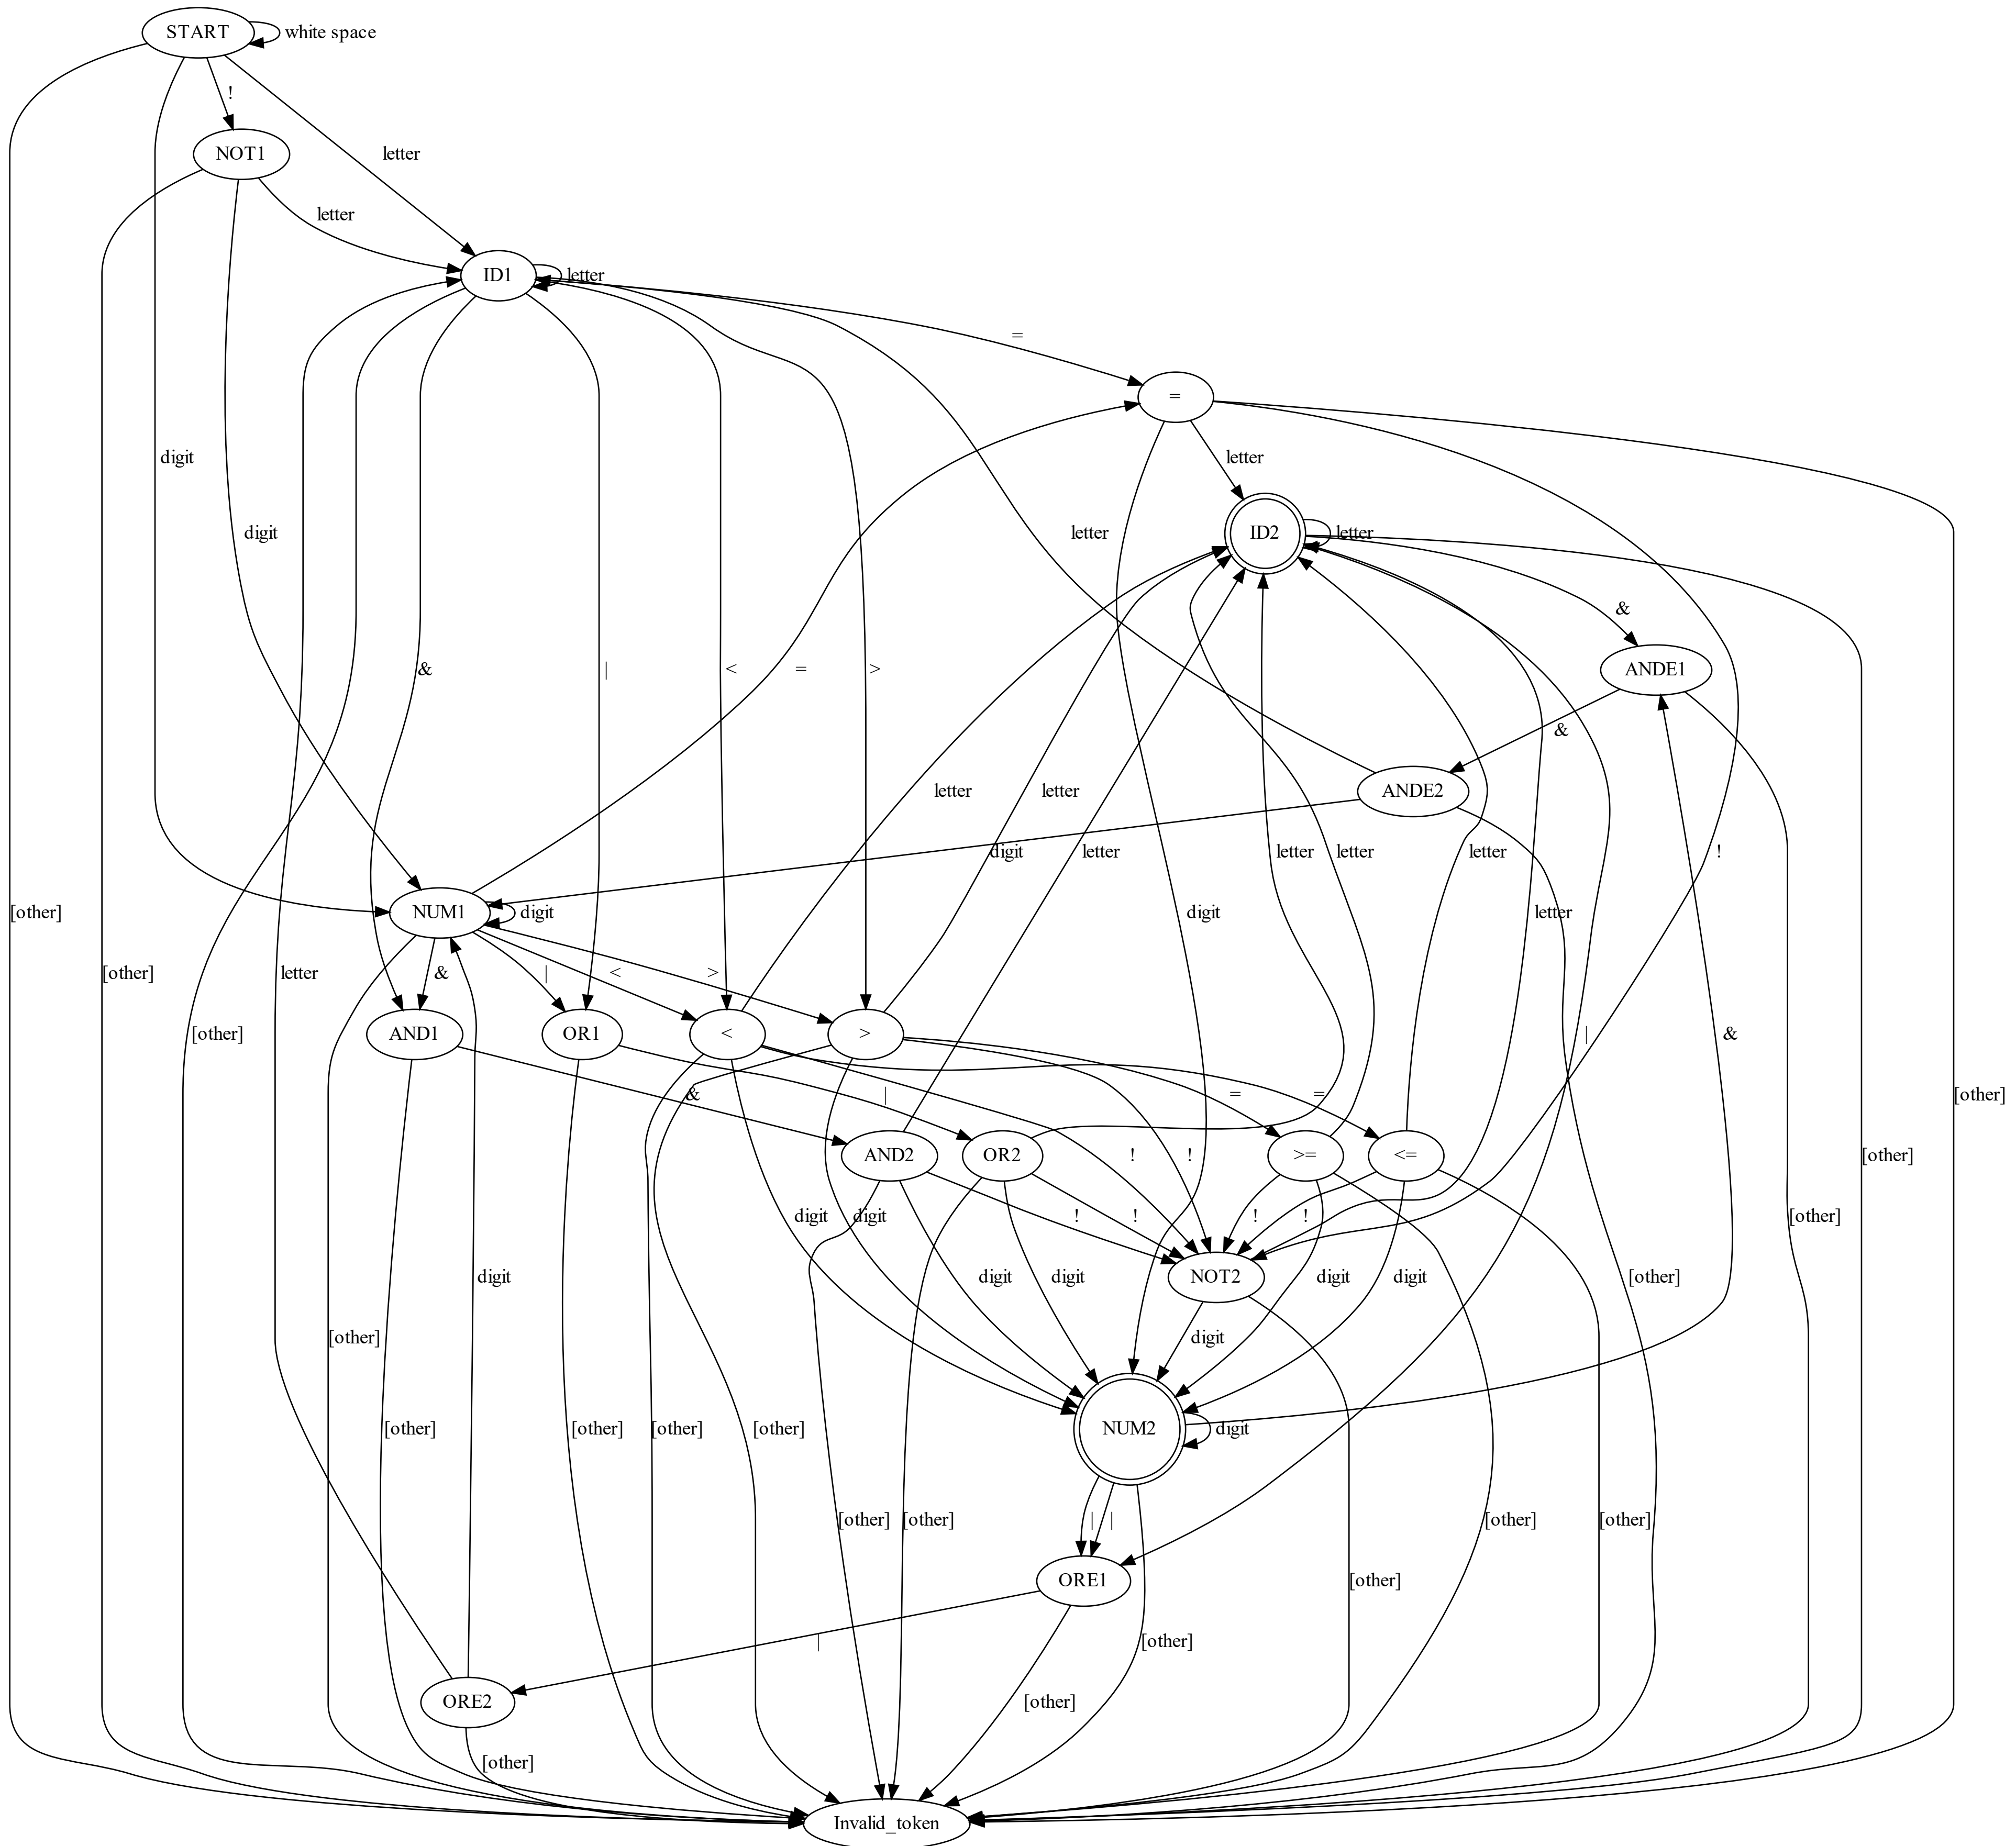 START
white space
!
NOT1
letter
letter
ID1
letter
=
=
digit
letter
digit
letter
ID2
letter
&
&
|
<
=
>
ANDE1
&
ANDE2
letter
letter
digit
letter
letter
letter
letter
!
[other]
NUM1
digit
digit
letter
[other]
letter
&
|
<
>
[other]
AND1
OR1
<
>
|
&
&
|
=
=
[other]
AND2
OR2
>=
<=
!
!
[other]
digit
digit
!
!
!
!
[other]
digit
digit
digit
NOT2
digit
digit
[other]
[other]
digit
[other]
[other]
[other]
[other]
NUM2
digit
[other]
[other]
|
|
[other]
[other]
ORE1
[other]
|
[other]
ORE2
[other]
[other]
Invalid_token